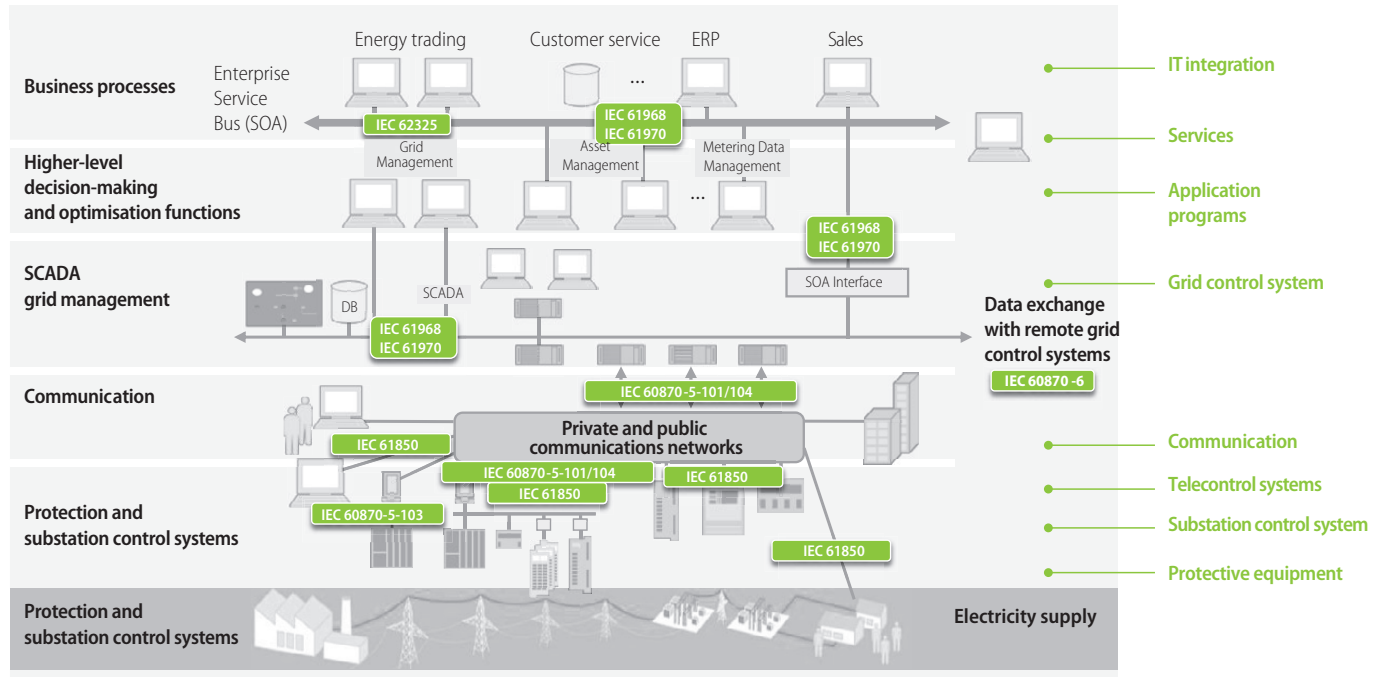 Energy trading
Customer service
ERP
Sales
Business processes
Enterprise
Service
Bus (SOA)
...
IEC 62325
IEC 61968
IEC 61970
IT integration
Services
Higher-level
decision-making
and optimisation functions
Grid
Management
Asset
Management
Metering Data
Management
...
Application
programs
IEC 61968
IEC 61970
SCADA
grid management
DB
SCADA
SOA Interface
IEC 61968
IEC 61970
Grid control system
Data exchange
with remote grid
control systems
IEC 60870 -6
Communication
IEC 60870-5-101/104
Private and public
communications networks
IEC 61850
Communication
Protection and
substation control systems
IEC 60870-5-101/104
IEC 61850
IEC 61850
IEC 60870-5-103
IEC 61850
Telecontrol systems
Substation control system
Protective equipment
Protection and
substation control systems
Electricity supply